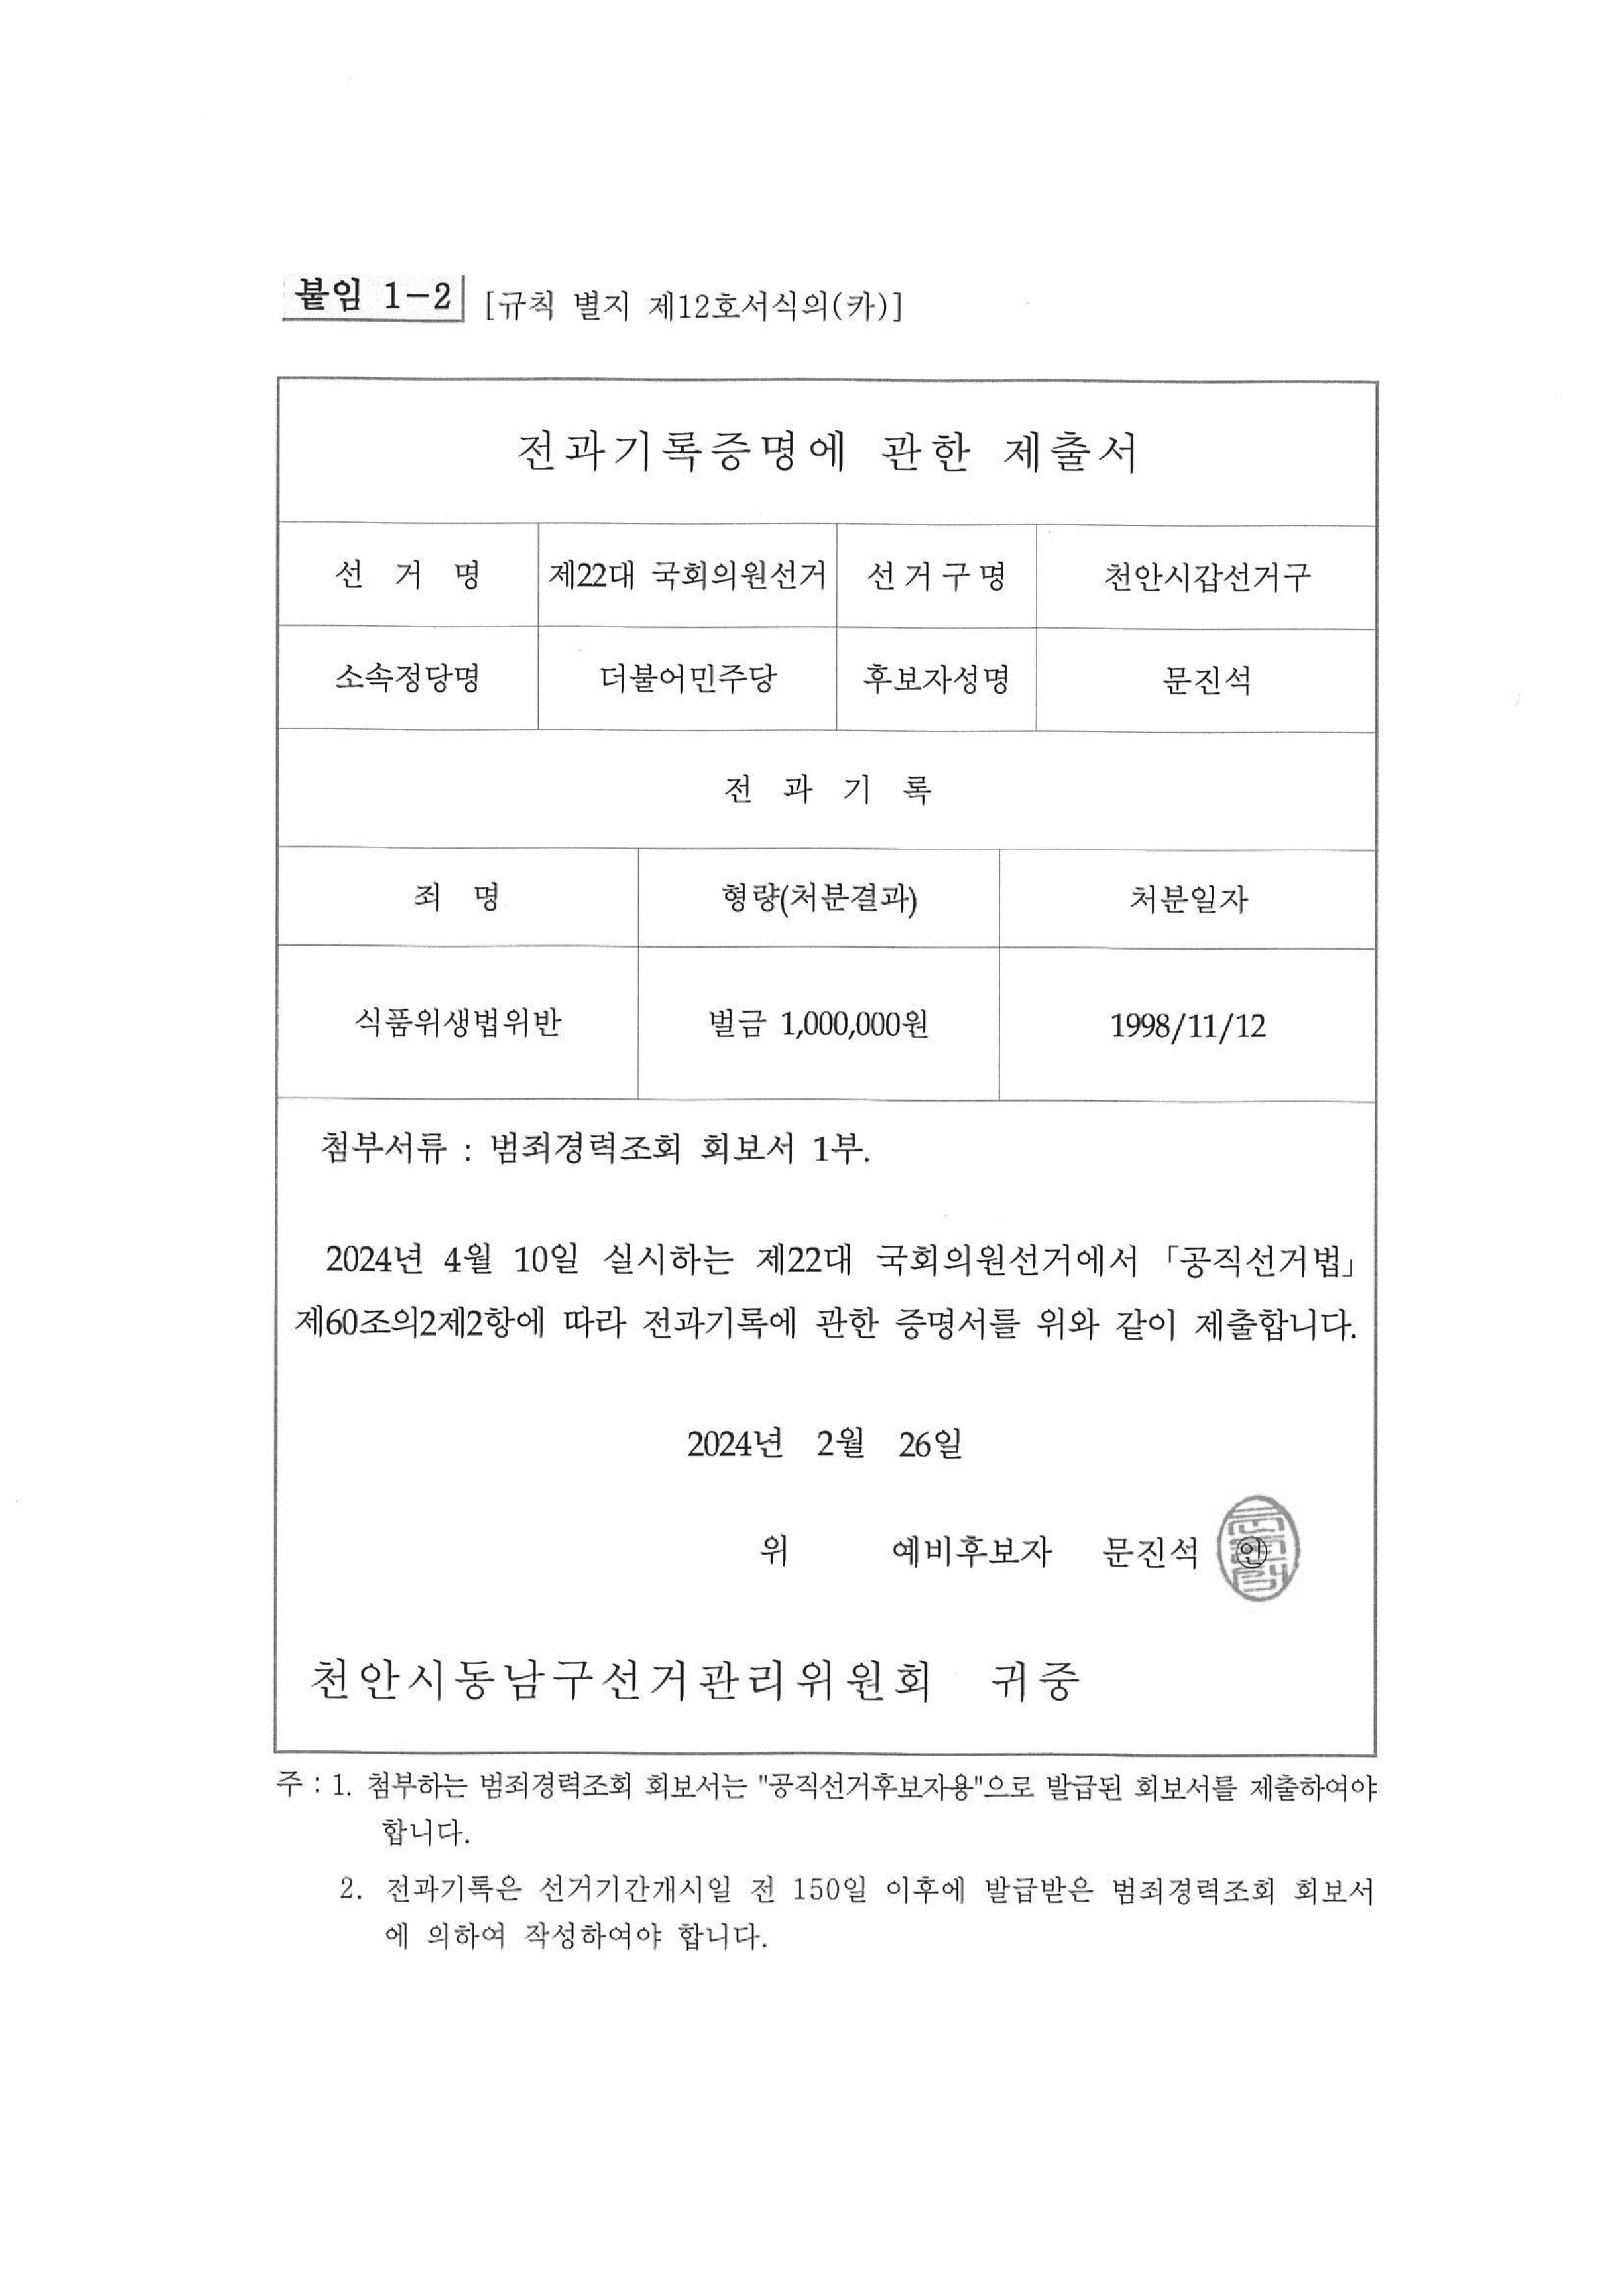 붙임 1-2 [규칙 별지 제12호서식의(카)]
전과기록증명에 관한 제출서
선 거 명 제22대 국회의원선거 선거구명 천안시갑선거구
소속정당명 더불어민주당 후보자성명 문진석
전 과 기 록
죄 명 형량(처분결과) 처분일자
식품위생법위반 벌금 1,000,000원 1998/11/12
첨부서류 : 범죄경력조회 회보서 1부.
2024년 4월 10일 실시하는 제22대 국회의원선거에서 「공직선거법」
제60조의2제2항에 따라 전과기록에 관한 증명서를 위와 같이 제출합니다.
2024년 2월 26일
위 예비후보자 문진석 ㊞
천안시동남구선거관리위원회 귀중
주 : 1. 첨부하는 범죄경력조회 회보서는 "공직선거후보자용"으로 발급된 회보서를 제출하여야
합니다.
2. 전과기록은 선거기간개시일 전 150일 이후에 발급받은 범죄경력조회 회보서
에 의하여 작성하여야 합니다.